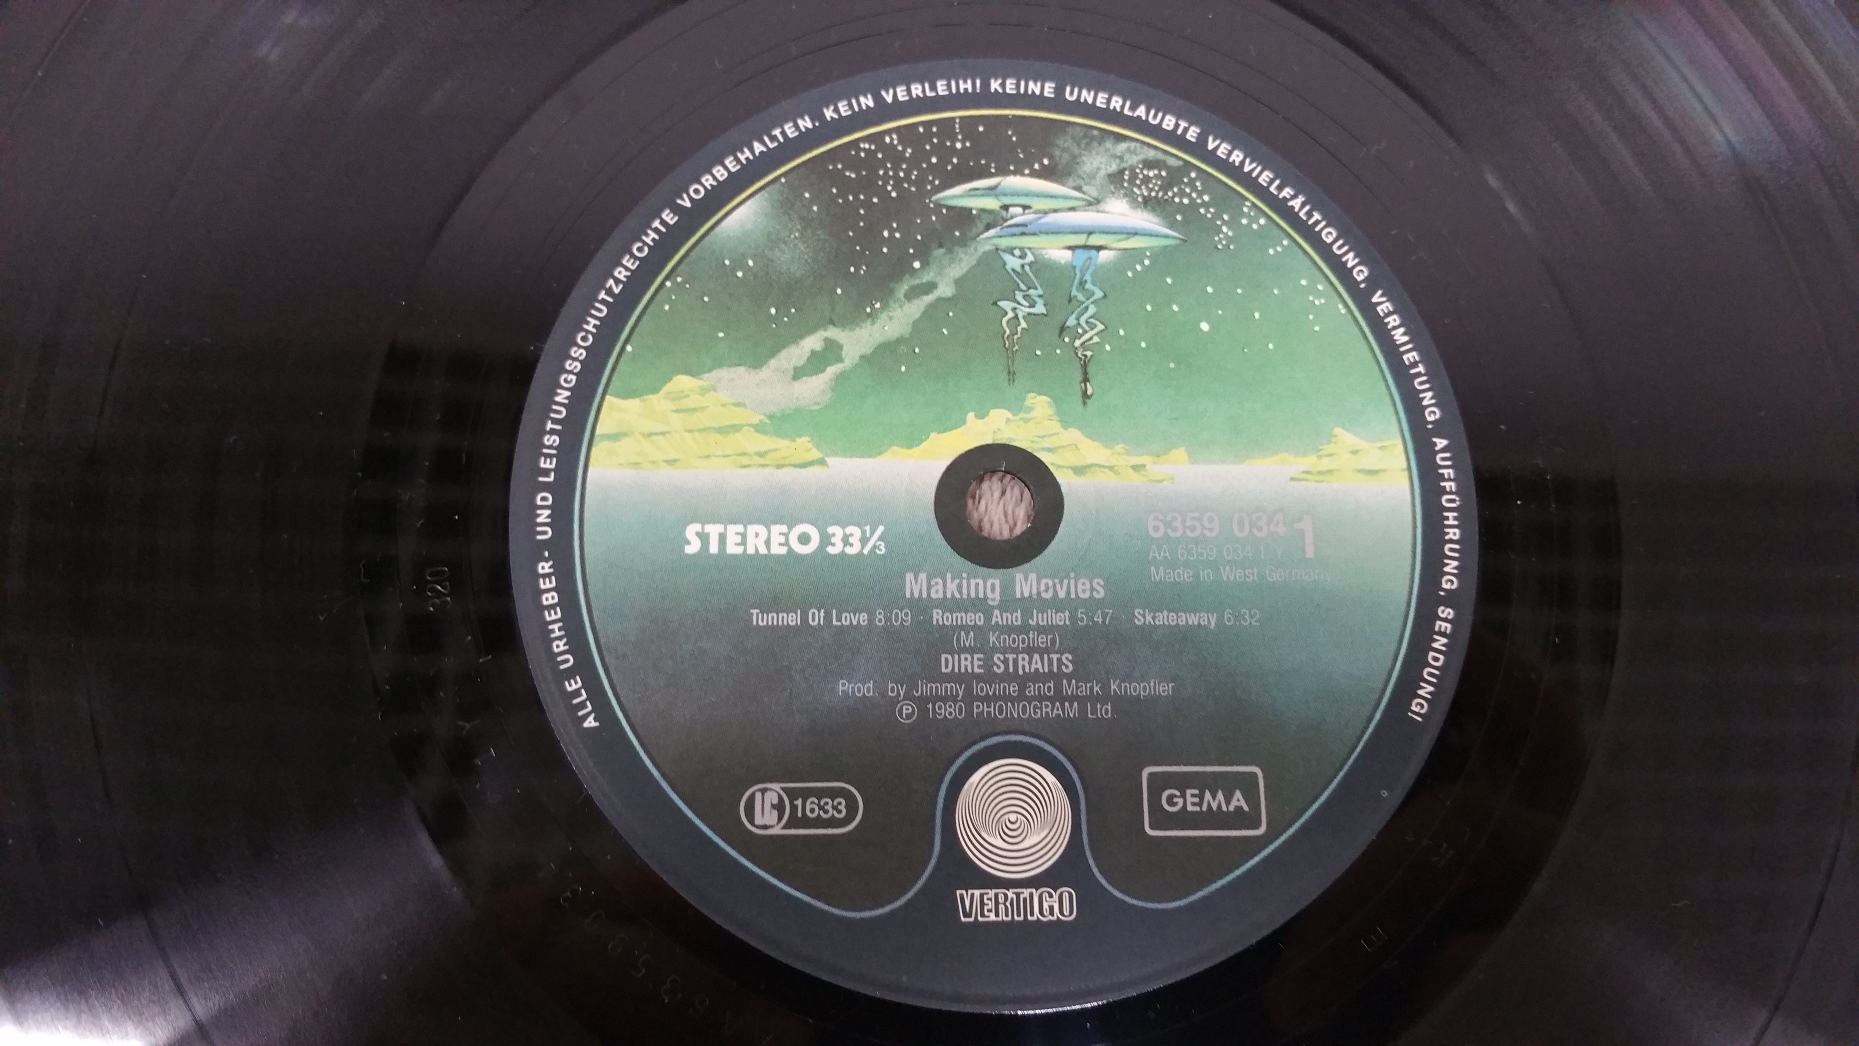 ALLE URHEBER- UND LEISTUNGSSCHUTZRECHTE VORBEHALTEN. KEIN VERLEIH! KEINE UNERLAUBTE VERVIELFÄLTIGUNG, VERMIETUNG, AUFFÜHRUNG, SENDUNG!
STEREO 33⅓
6359 034 1
AA 6359 034 1 Y
Made in West Germany
Making Movies
Tunnel Of Love 8:09 · Romeo And Juliet 5:47 · Skateaway 6:32
(M. Knopfler)
DIRE STRAITS
Prod. by Jimmy Iovine and Mark Knopfler
Ⓟ 1980 PHONOGRAM Ltd.
LC 1633
GEMA
VERTIGO
320